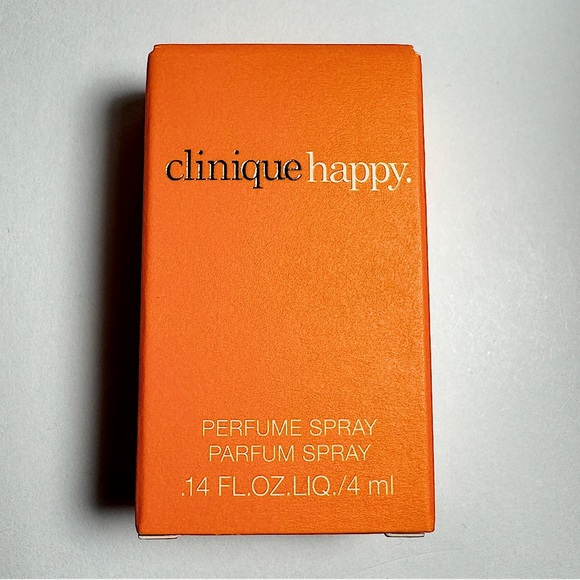 clinique happy.
PERFUME SPRAY
PARFUM SPRAY
.14 FL.OZ.LIQ./4 ml